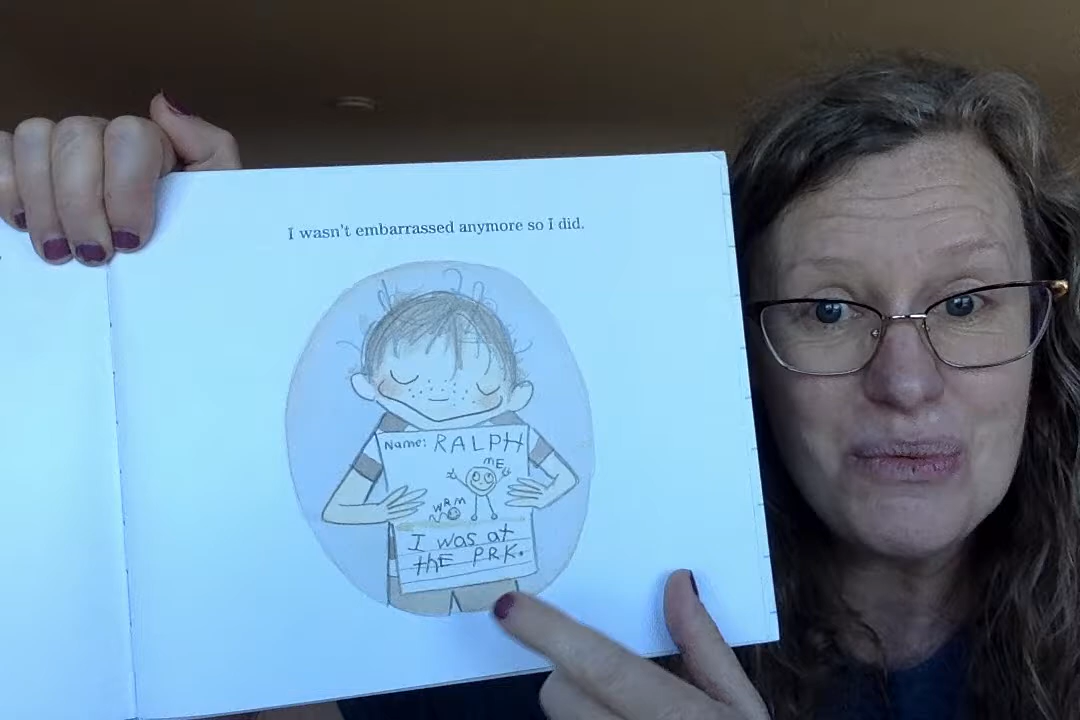 I wasn't embarrassed anymore so I did.
Name: RALPH
ME
WRM
I was at
thE PRK.